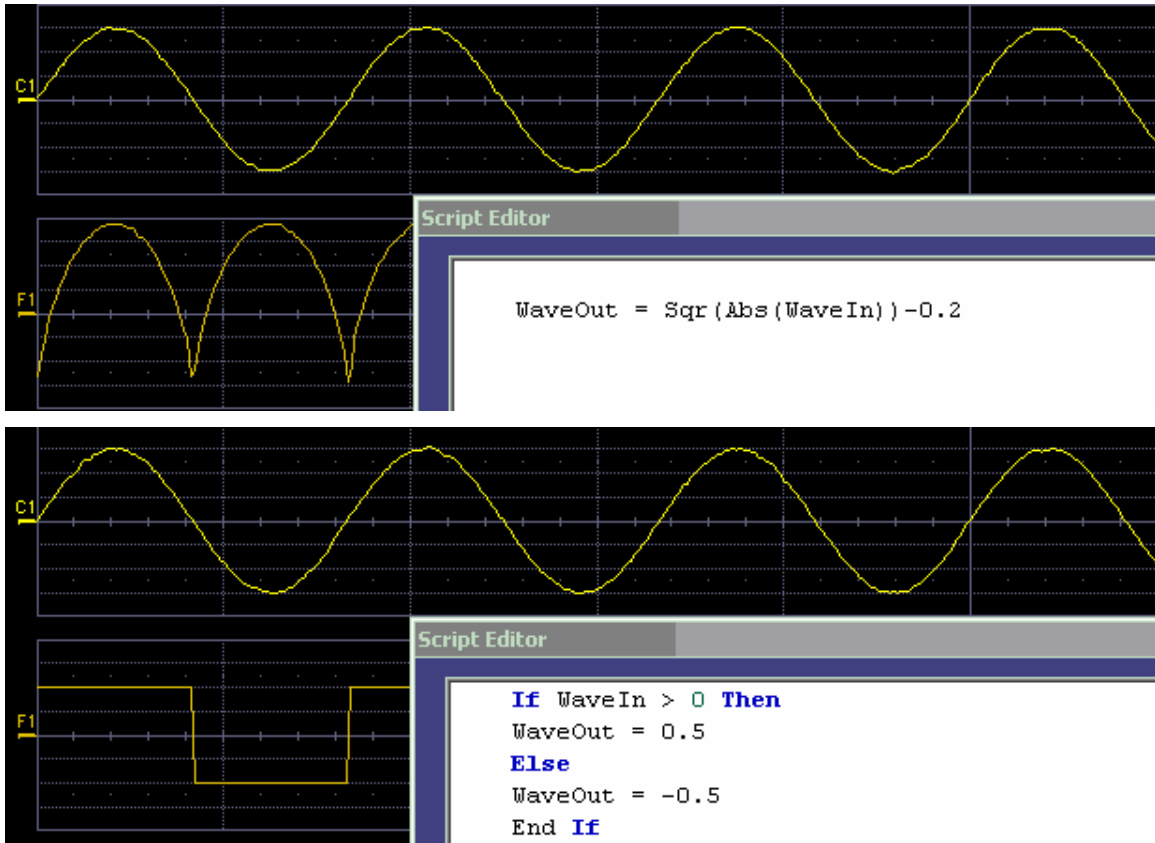 C1
Script Editor
F1
WaveOut = Sqr(Abs(WaveIn))-0.2
C1
Script Editor
If WaveIn > 0 Then
F1
WaveOut = 0.5
Else
WaveOut = -0.5
End If